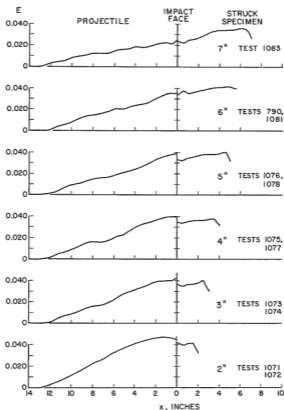 E
PROJECTILE
IMPACT FACE
STRUCK SPECIMEN
0.040
0.020
0
7" TEST 1083
0.040
0.020
0
6" TESTS 790, 1081
0.040
0.020
0
5" TESTS 1076, 1078
0.040
0.020
0
4" TESTS 1075, 1077
0.040
0.020
0
3" TESTS 1073 1074
0.040
0.020
0
2" TESTS 1071 1072
14 12 10 8 6 4 2 0 2 4 6 8 10
x, INCHES